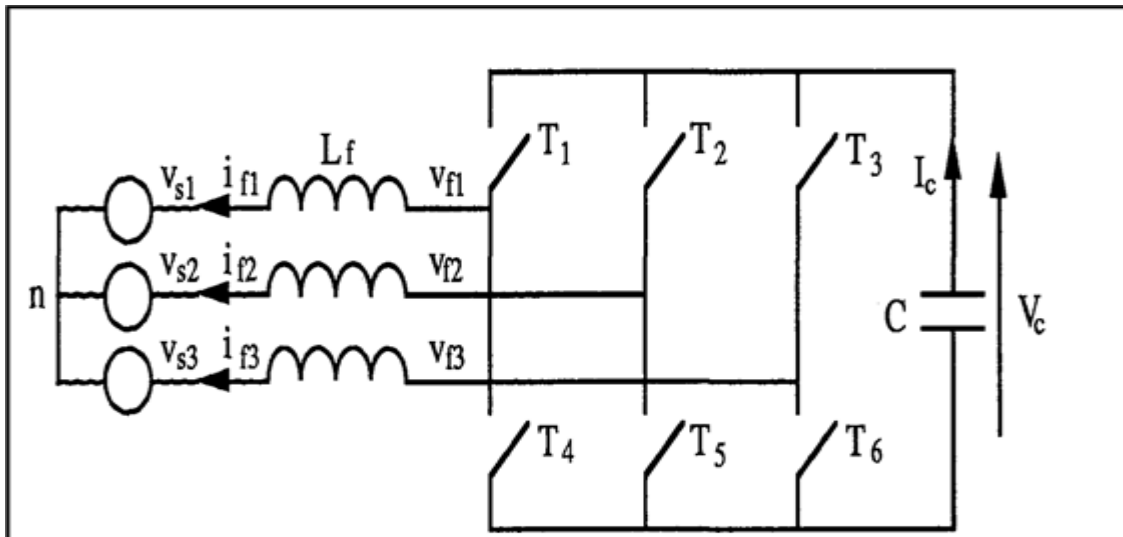 T1 T2 T3
Lf
vs1 if1 vf1
Ic
vs2 if2 vf2
n
C Vc
vs3 if3 vf3
T4 T5 T6